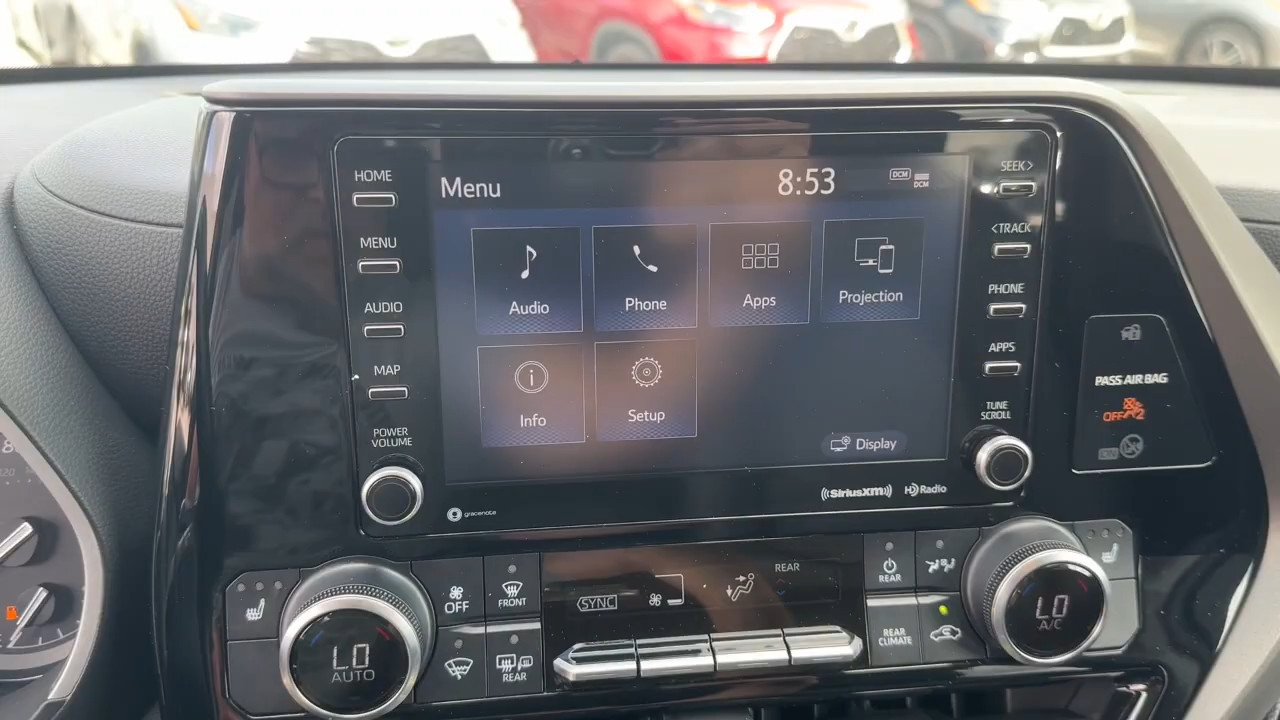 HOME
MENU
AUDIO
MAP
POWER
VOLUME
Menu
8:53
DCM
DCM
Audio
Phone
Apps
Projection
Info
Setup
Display
gracenote
((SiriusXM))
HD Radio
SEEK>
<TRACK
PHONE
APPS
TUNE
SCROLL
PASS AIR BAG
OFF 2
LO
AUTO
OFF
FRONT
REAR
SYNC
REAR
REAR
REAR
CLIMATE
LO
A/C